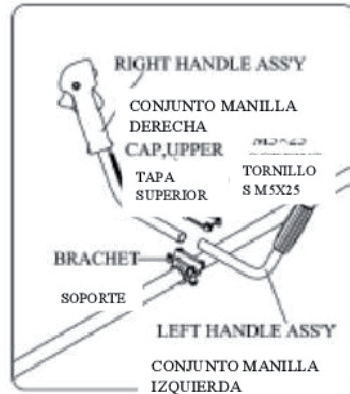 RIGHT HANDLE ASS'Y
CONJUNTO MANILLA
DERECHA
CAP,UPPER
TAPA
SUPERIOR
TORNILLO
S M5X25
BRACHET
SOPORTE
LEFT HANDLE ASS'Y
CONJUNTO MANILLA
IZQUIERDA